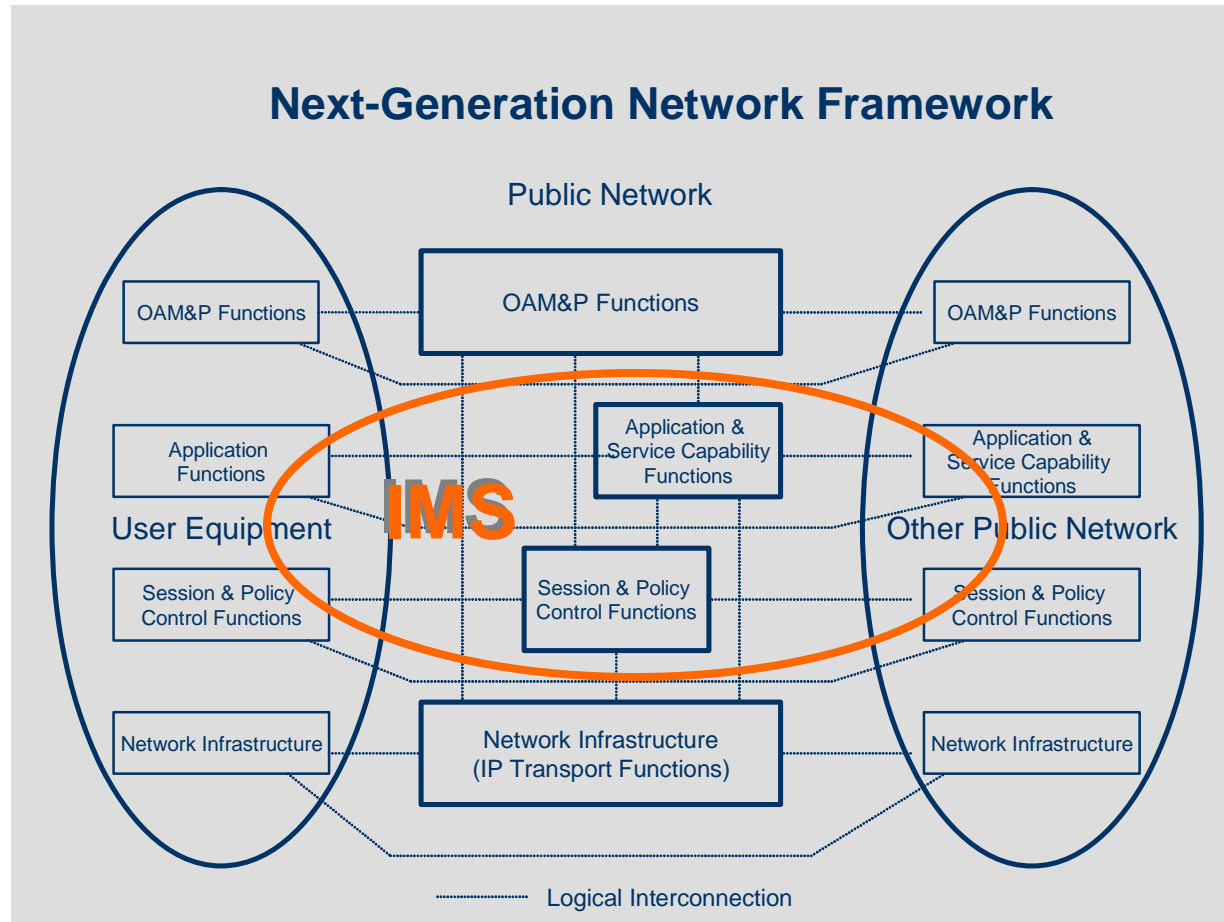 Next-Generation Network Framework
Public Network
OAM&P Functions
OAM&P Functions
OAM&P Functions
Application
Functions
Application &
Service Capability
Functions
Application &
Service Capability
Functions
IMS
User Equipment
Other Public Network
Session & Policy
Control Functions
Session & Policy
Control Functions
Session & Policy
Control Functions
Network Infrastructure
Network Infrastructure
(IP Transport Functions)
Network Infrastructure
Logical Interconnection